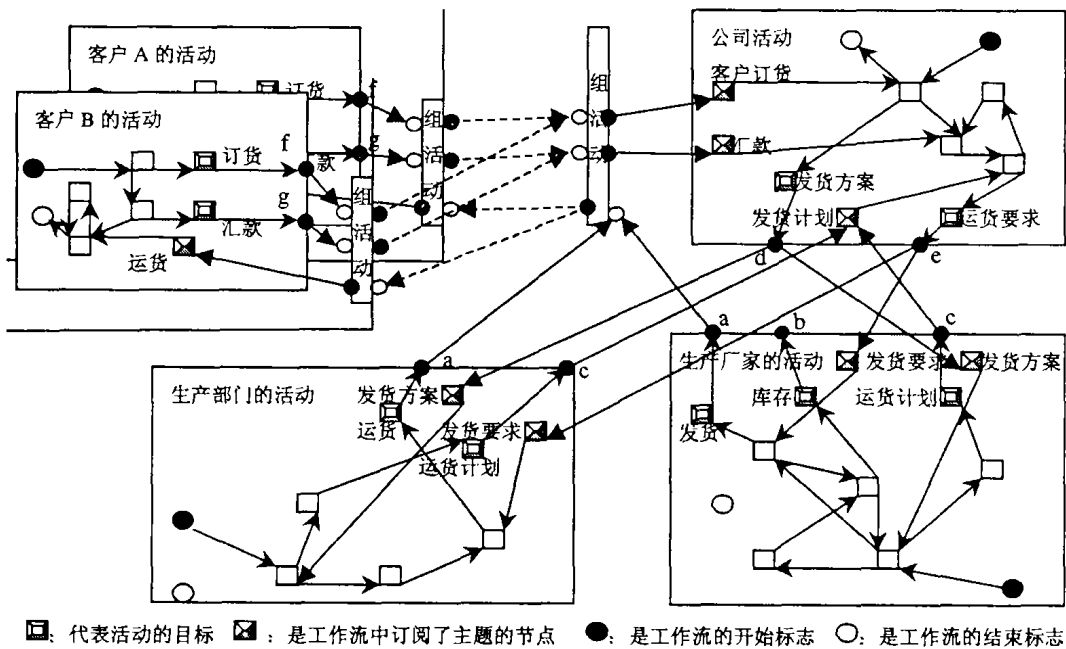 客户 A 的活动
订货
f
款
g
组
活
动
客户 B 的活动
f
订货
g
汇款
运货
组
活
动
组
活
动
公司活动
客户订货
汇款
发货方案
发货计划
运货要求
d
e
a
c
生产部门的活动
发货方案
运货
发货要求
运货计划
a
b
c
生产厂家的活动
发货要求
发货方案
库存
运货计划
发货
：代表活动的目标
：是工作流中订阅了主题的节点
：是工作流的开始标志
：是工作流的结束标志